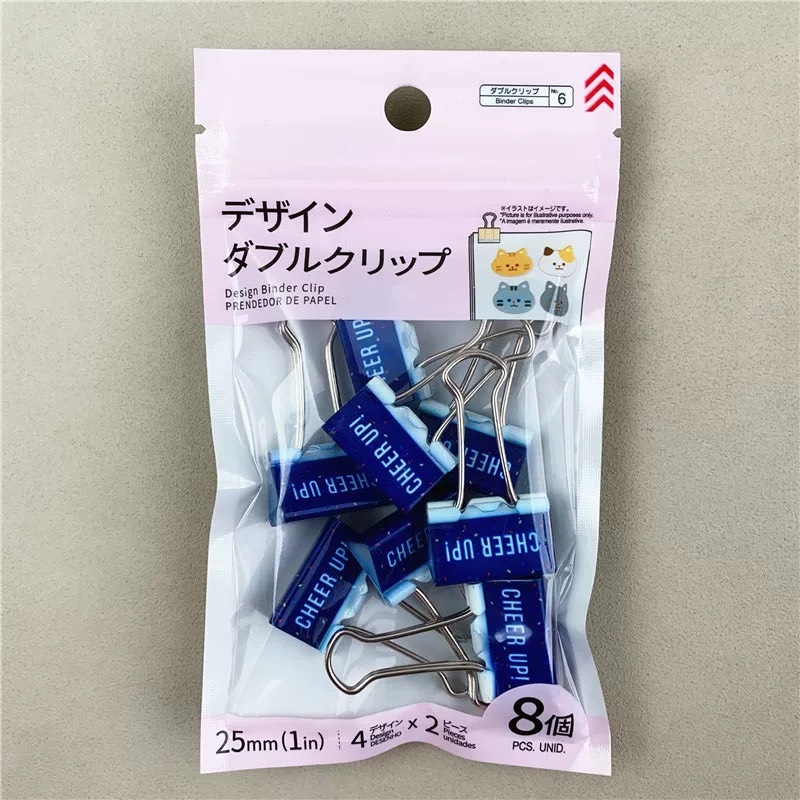 ダブルクリップ
Binder Clips
No. 6
※イラストはイメージです。
*Picture is for illustrative purposes only.
*A imagem é meramente ilustrativa.
デザイン
ダブルクリップ
Design Binder Clip
PRENDEDOR DE PAPEL
CHEER UP!
CHEER UP!
CHEER UP!
CHEER UP!
CHEER UP!
CHEER
CHEER UP!
CHEER UP!
25mm(1in)
4 デザイン Design DESENHO × 2 ピース Pieces unidades
8個
PCS. UNID.